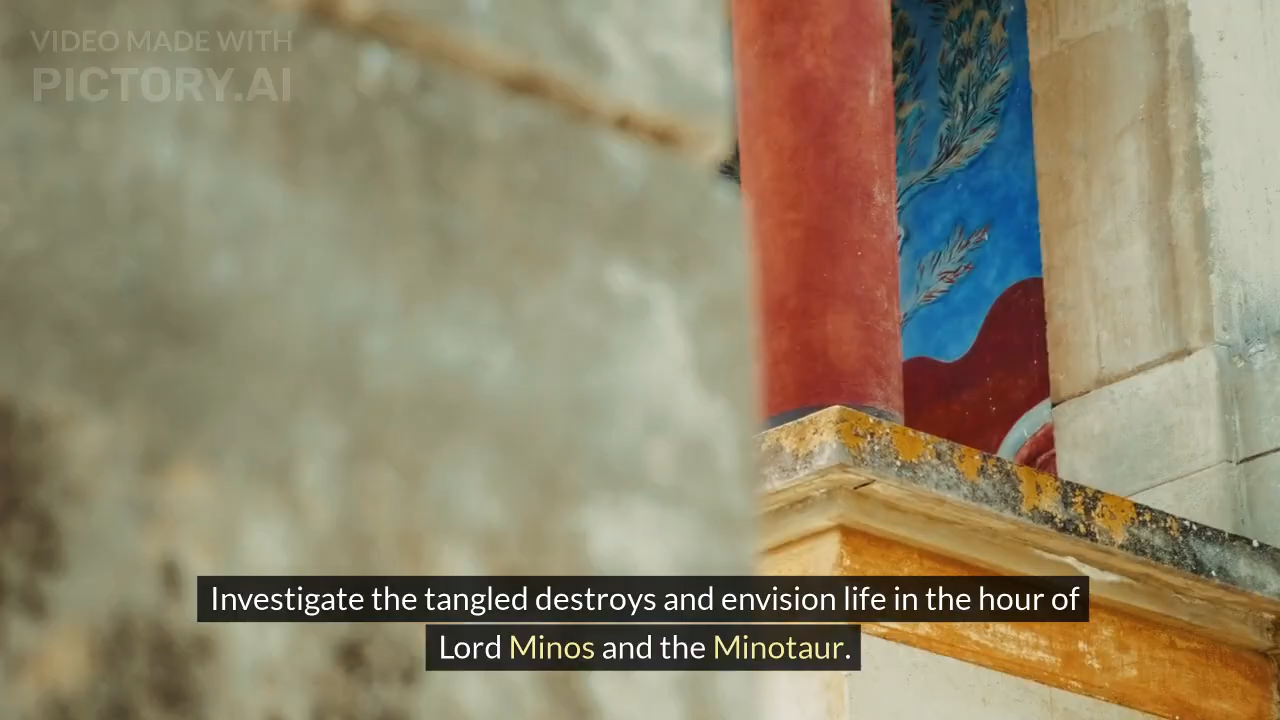 VIDEO MADE WITH
PICTORY.AI
Investigate the tangled destroys and envision life in the hour of
Lord Minos and the Minotaur.